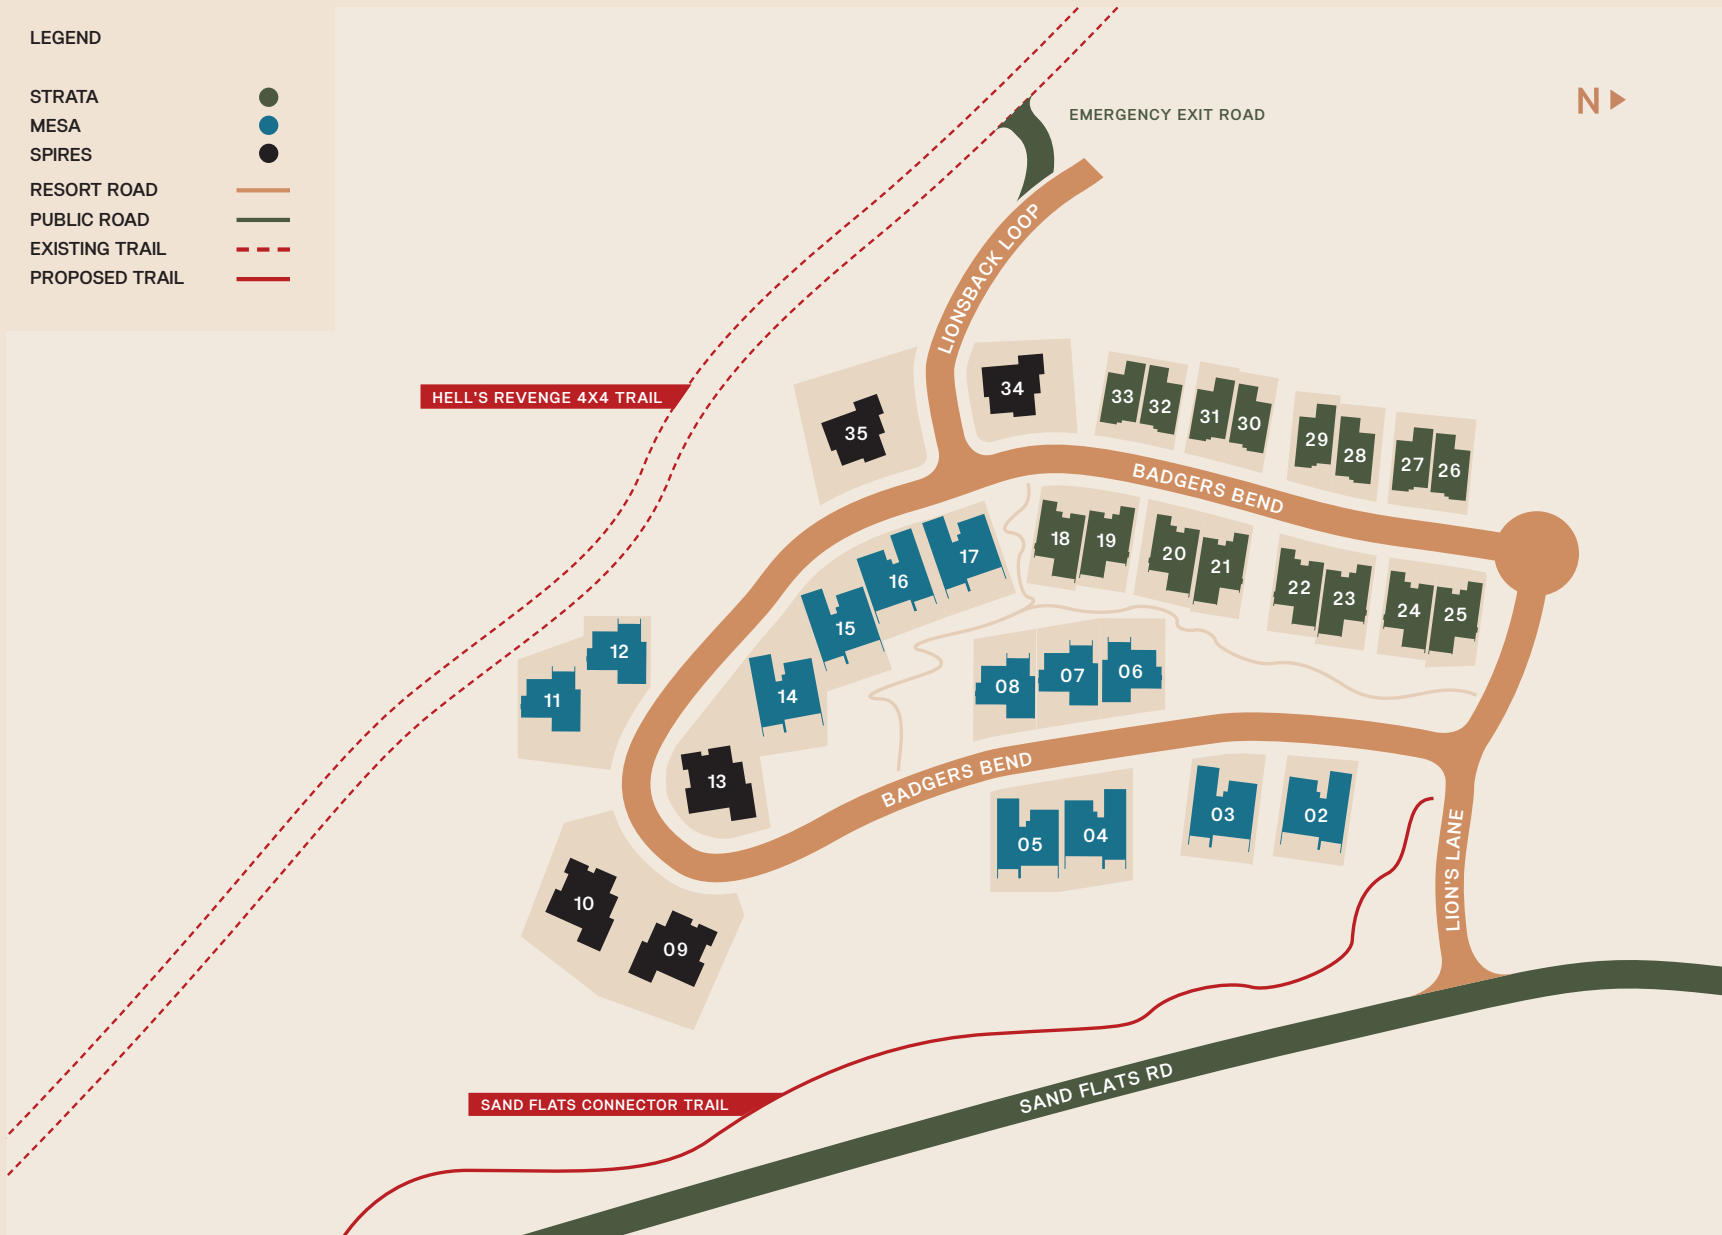 LEGEND
STRATA
MESA
SPIRES
RESORT ROAD
PUBLIC ROAD
EXISTING TRAIL
PROPOSED TRAIL
N
EMERGENCY EXIT ROAD
LIONSBACK LOOP
HELL'S REVENGE 4X4 TRAIL
35
34
33
32
31
30
29
28
27
26
BADGERS BEND
18
19
20
21
22
23
24
25
17
16
15
14
13
12
11
08
07
06
BADGERS BEND
05
04
03
02
LION'S LANE
10
09
SAND FLATS CONNECTOR TRAIL
SAND FLATS RD